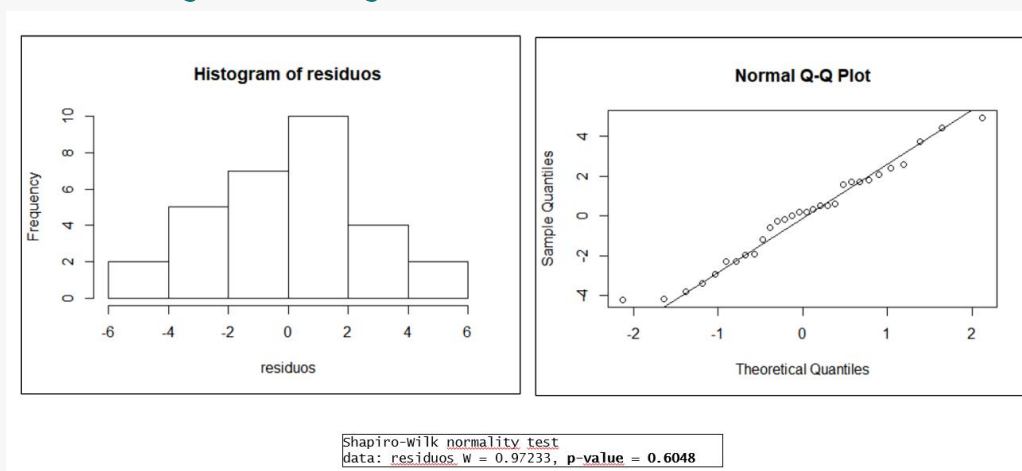 Histogram of residuos
Frequency
0
2
4
6
8
10
-6
-4
-2
0
2
4
6
residuos
Normal Q-Q Plot
Sample Quantiles
-4
-2
0
2
4
-2
-1
0
1
2
Theoretical Quantiles
Shapiro-Wilk normality test
data: residuos W = 0.97233, p-value = 0.6048